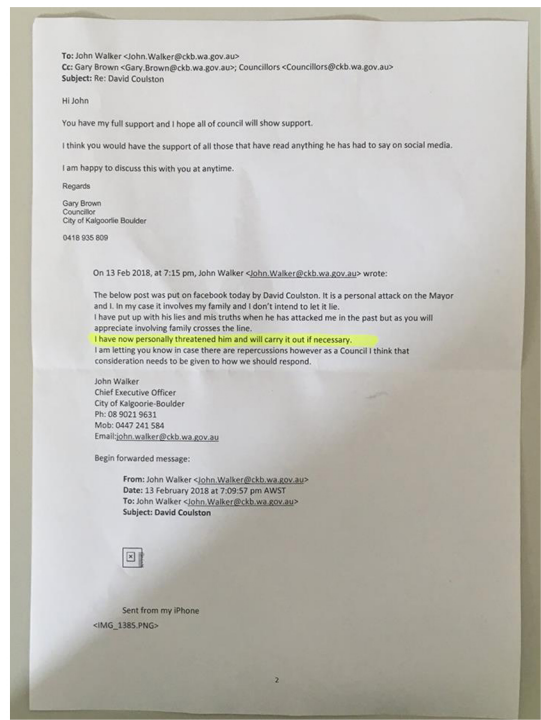 To: John Walker <John.Walker@ckb.wa.gov.au>
Cc: Gary Brown <Gary.Brown@ckb.wa.gov.au>; Councillors <Councillors@ckb.wa.gov.au>
Subject: Re: David Coulston
Hi John
You have my full support and I hope all of council will show support.
I think you would have the support of all those that have read anything he has had to say on social media.
I am happy to discuss this with you at anytime.
Regards
Gary Brown
Councillor
City of Kalgoorlie Boulder
0418 935 809
On 13 Feb 2018, at 7:15 pm, John Walker <John.Walker@ckb.wa.gov.au> wrote:
The below post was put on facebook today by David Coulston. It is a personal attack on the Mayor
and I. In my case it involves my family and I don't intend to let it lie.
I have put up with his lies and mis truths when he has attacked me in the past but as you will
appreciate involving family crosses the line.
I have now personally threatened him and will carry it out if necessary.
I am letting you know in case there are repercussions however as a Council I think that
consideration needs to be given to how we should respond.
John Walker
Chief Executive Officer
City of Kalgoorlie-Boulder
Ph: 08 9021 9631
Mob: 0447 241 584
Email:john.walker@ckb.wa.gov.au
Begin forwarded message:
From: John Walker <John.Walker@ckb.wa.gov.au>
Date: 13 February 2018 at 7:09:57 pm AWST
To: John Walker <John.Walker@ckb.wa.gov.au>
Subject: David Coulston
Sent from my iPhone
<IMG_1385.PNG>
2